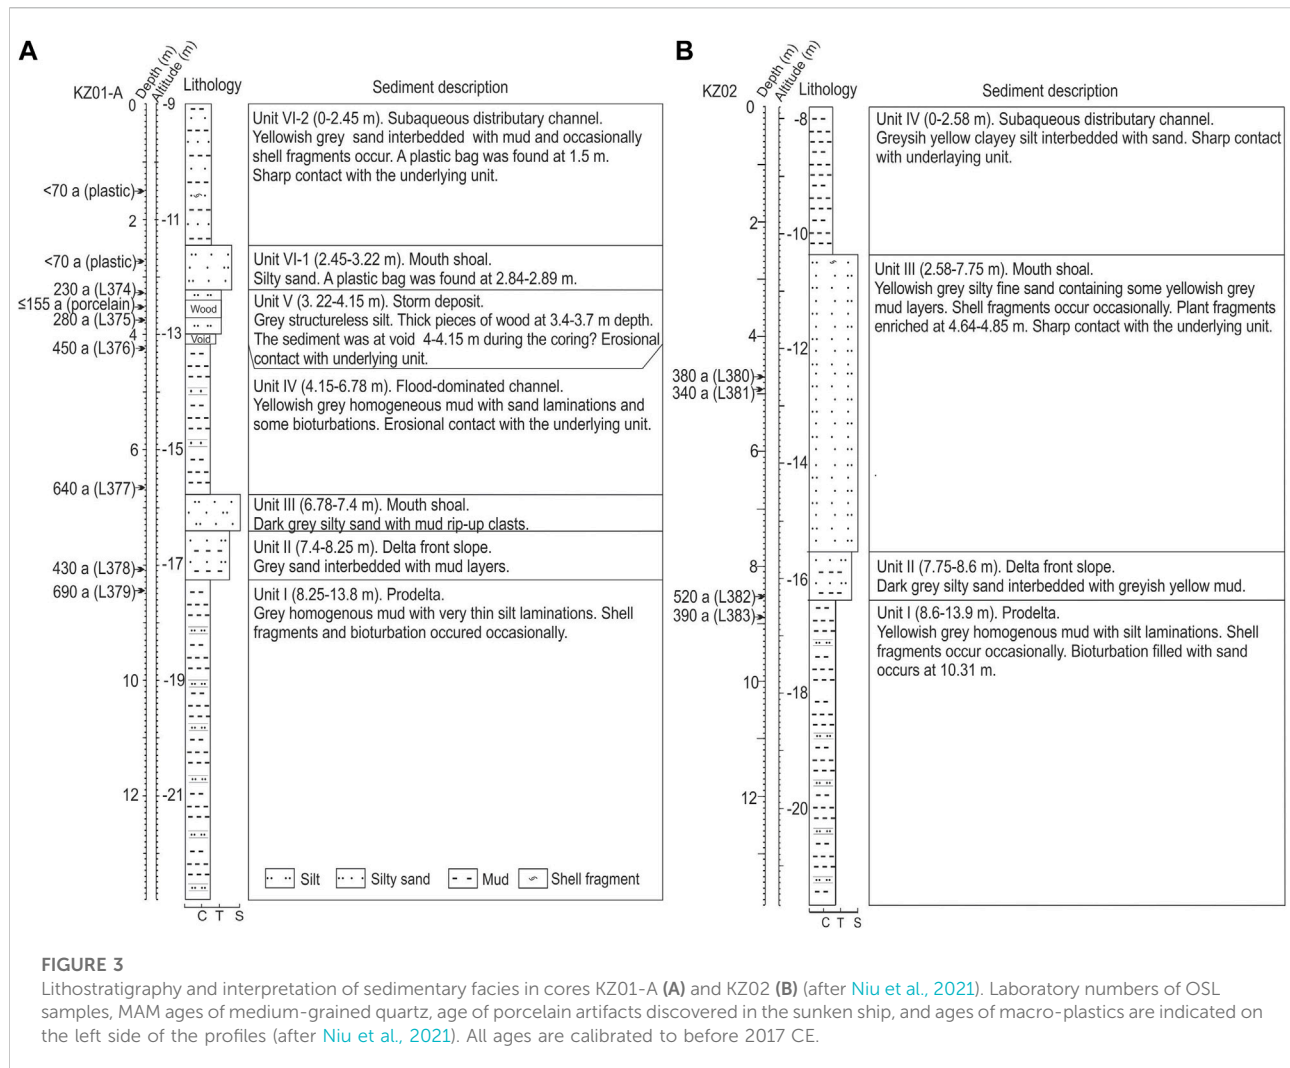 A
KZ01-A
Depth (m)
Altitude (m)
Lithology
Sediment description
0
-9
<70 a (plastic)
2
-11
<70 a (plastic)
230 a (L374)
≤155 a (porcelain)
280 a (L375)
4
-13
450 a (L376)
6
-15
640 a (L377)
-17
430 a (L378)
690 a (L379)
10
-19
12
-21
Wood
Void
C T S
Unit VI-2 (0-2.45 m). Subaqueous distributary channel.
Yellowish grey sand interbedded with mud and occasionally
shell fragments occur. A plastic bag was found at 1.5 m.
Sharp contact with the underlying unit.
Unit VI-1 (2.45-3.22 m). Mouth shoal.
Silty sand. A plastic bag was found at 2.84-2.89 m.
Unit V (3. 22-4.15 m). Storm deposit.
Grey structureless silt. Thick pieces of wood at 3.4-3.7 m depth.
The sediment was at void 4-4.15 m during the coring? Erosional
contact with underlying unit.
Unit IV (4.15-6.78 m). Flood-dominated channel.
Yellowish grey homogeneous mud with sand laminations and
some bioturbations. Erosional contact with the underlying unit.
Unit III (6.78-7.4 m). Mouth shoal.
Dark grey silty sand with mud rip-up clasts.
Unit II (7.4-8.25 m). Delta front slope.
Grey sand interbedded with mud layers.
Unit I (8.25-13.8 m). Prodelta.
Grey homogenous mud with very thin silt laminations. Shell
fragments and bioturbation occured occasionally.
Silt
Silty sand
Mud
Shell fragment
B
KZ02
Depth (m)
Altitude (m)
Lithology
Sediment description
0
-8
2
-10
4
-12
380 a (L380)
340 a (L381)
6
-14
8
-16
520 a (L382)
390 a (L383)
10
-18
12
-20
C T S
Unit IV (0-2.58 m). Subaqueous distributary channel.
Greysih yellow clayey silt interbedded with sand. Sharp contact
with underlaying unit.
Unit III (2.58-7.75 m). Mouth shoal.
Yellowish grey silty fine sand containing some yellowish grey
mud layers. Shell fragments occur occasionally. Plant fragments
enriched at 4.64-4.85 m. Sharp contact with the underlying unit.
Unit II (7.75-8.6 m). Delta front slope.
Dark grey silty sand interbedded with greyish yellow mud.
Unit I (8.6-13.9 m). Prodelta.
Yellowish grey homogenous mud with silt laminations. Shell
fragments occur occasionally. Bioturbation filled with sand
occurs at 10.31 m.
FIGURE 3
Lithostratigraphy and interpretation of sedimentary facies in cores KZ01-A (A) and KZ02 (B) (after Niu et al., 2021). Laboratory numbers of OSL
samples, MAM ages of medium-grained quartz, age of porcelain artifacts discovered in the sunken ship, and ages of macro-plastics are indicated on
the left side of the profiles (after Niu et al., 2021). All ages are calibrated to before 2017 CE.